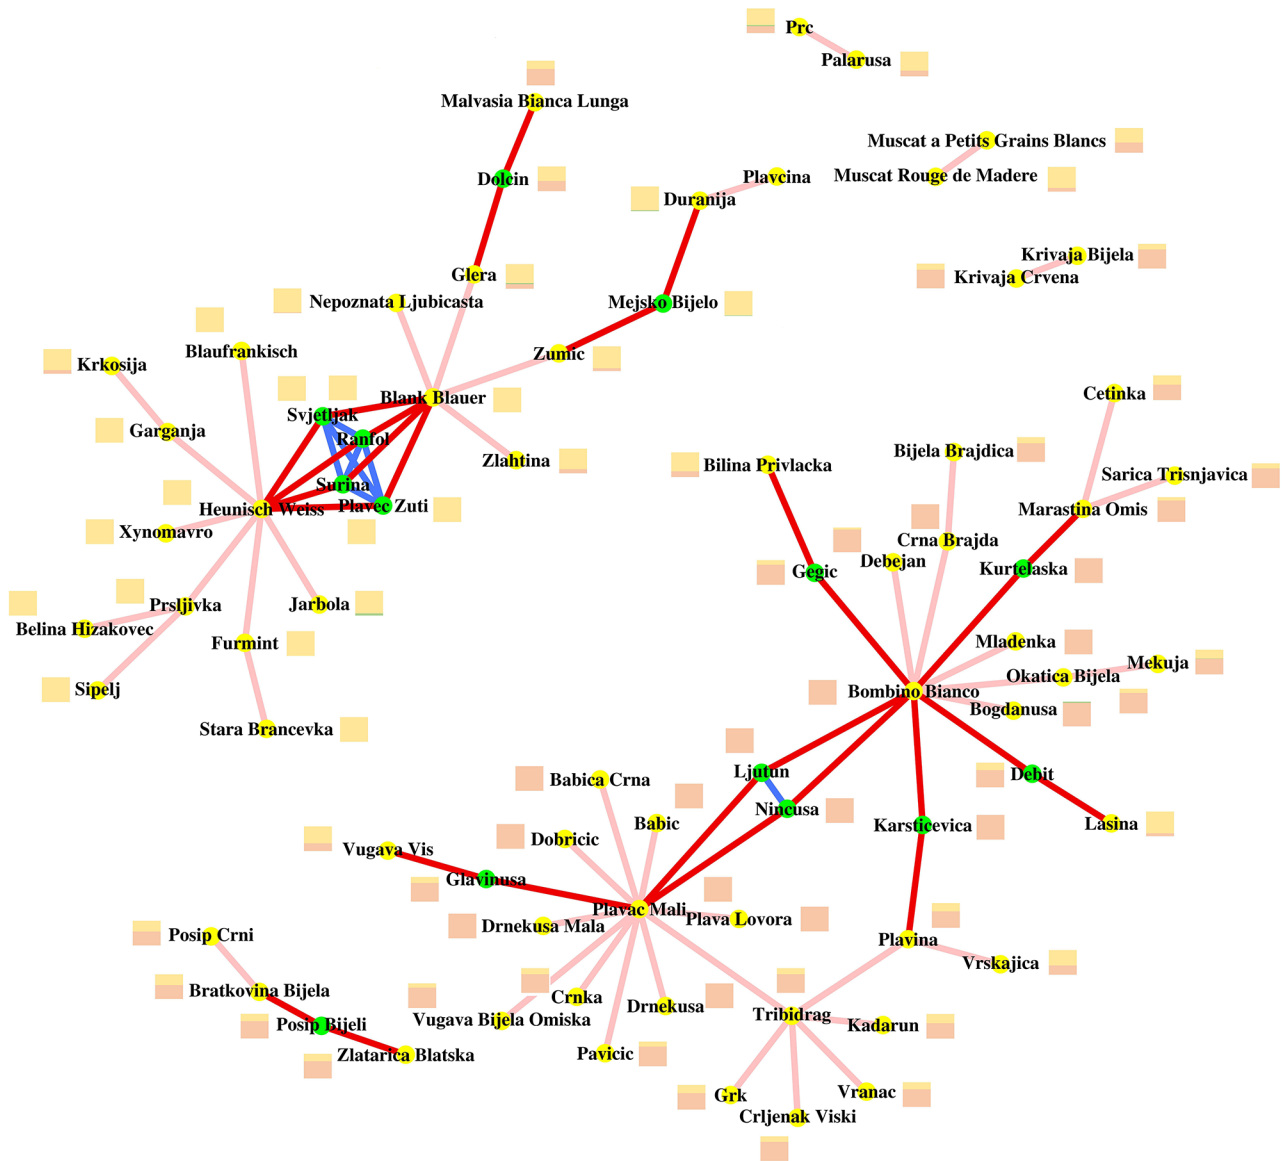 Prc
Palarusa
Malvasia Bianca Lunga
Muscat a Petits Grains Blancs
Muscat Rouge de Madere
Dolcin
Plavcina
Duranija
Krivaja Bijela
Krivaja Crvena
Glera
Nepoznata Ljubicasta
Mejsko Bijelo
Blaufrankisch
Zumic
Krkosija
Blank Blauer
Cetinka
Svjetljak
Garganja
Ranfol
Bijela Brajdica
Zlahtina
Bilina Privlacka
Sarica Trisnjavica
Surina
Plavec Zuti
Heunisch Weiss
Marastina Omis
Xynomavro
Crna Brajda
Debejan
Gegic
Kurtelaska
Prsljivka
Jarbola
Belina Hizakovec
Furmint
Mladenka
Mekuja
Okatica Bijela
Sipelj
Bombino Bianco
Bogdanusa
Stara Brancevka
Ljutun
Debit
Babica Crna
Nincusa
Babic
Karsticevica
Lasina
Dobricic
Vugava Vis
Glavinusa
Plavac Mali
Plava Lovora
Drnekusa Mala
Posip Crni
Plavina
Vrskajica
Bratkovina Bijela
Crnka
Drnekusa
Tribidrag
Vugava Bijela Omiska
Posip Bijeli
Kadarun
Zlatarica Blatska
Pavicic
Grk
Vranac
Crljenak Viski